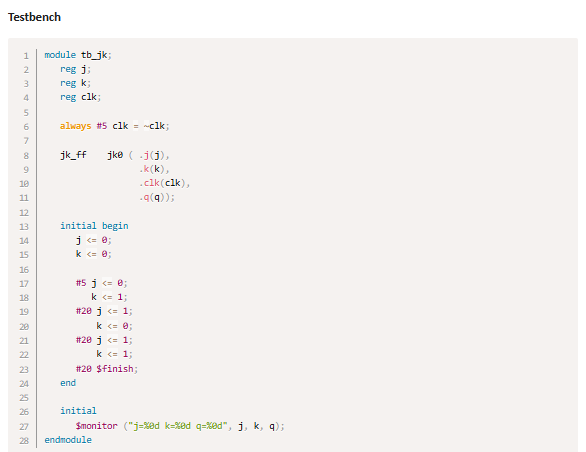 Testbench
1 module tb_jk;
2 reg j;
3 reg k;
4 reg clk;
5
6 always #5 clk = ~clk;
7
8 jk_ff jk0 ( .j(j),
9 .k(k),
10 .clk(clk),
11 .q(q));
12
13 initial begin
14 j <= 0;
15 k <= 0;
16
17 #5 j <= 0;
18 k <= 1;
19 #20 j <= 1;
20 k <= 0;
21 #20 j <= 1;
22 k <= 1;
23 #20 $finish;
24 end
25
26 initial
27 $monitor ("j=%0d k=%0d q=%0d", j, k, q);
28 endmodule